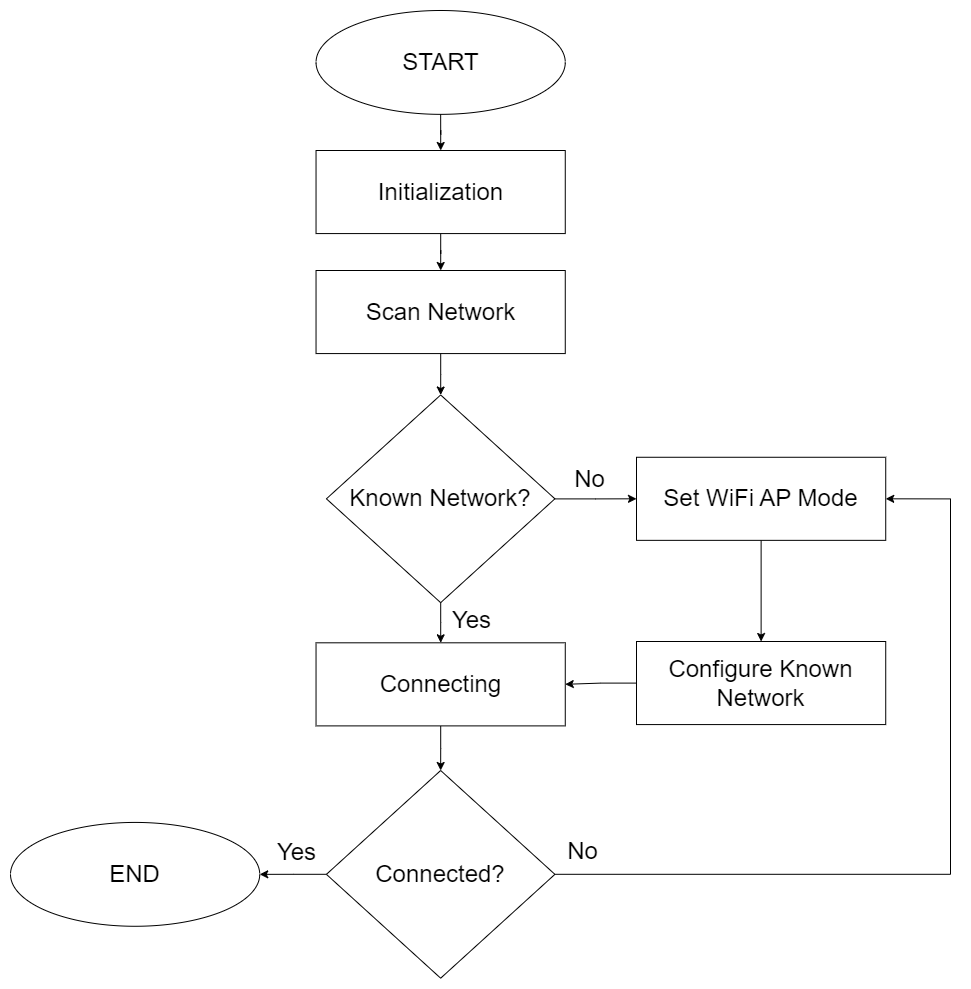 START
Initialization
Scan Network
Known Network?
No
Set WiFi AP Mode
Yes
Connecting
Configure Known
Network
Connected?
Yes
No
END